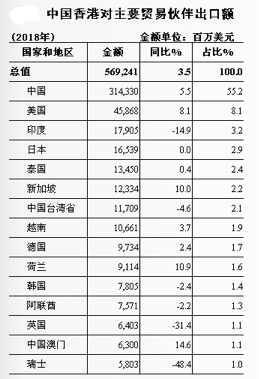 中国香港对主要贸易伙伴出口额
(2018年) 金额单位：百万美元
国家和地区 金额 同比% 占比%
总值 569,241 3.5 100.0
中国 314,330 5.5 55.2
美国 45,868 8.1 8.1
印度 17,905 -14.9 3.2
日本 16,539 0.0 2.9
泰国 13,450 0.4 2.4
新加坡 12,334 10.0 2.2
中国台湾省 11,709 -4.6 2.1
越南 10,661 3.7 1.9
德国 9,734 2.4 1.7
荷兰 9,114 10.9 1.6
韩国 7,805 -2.4 1.4
阿联酋 7,571 -2.2 1.3
英国 6,403 -31.4 1.1
中国澳门 6,300 14.6 1.1
瑞士 5,803 -48.4 1.0